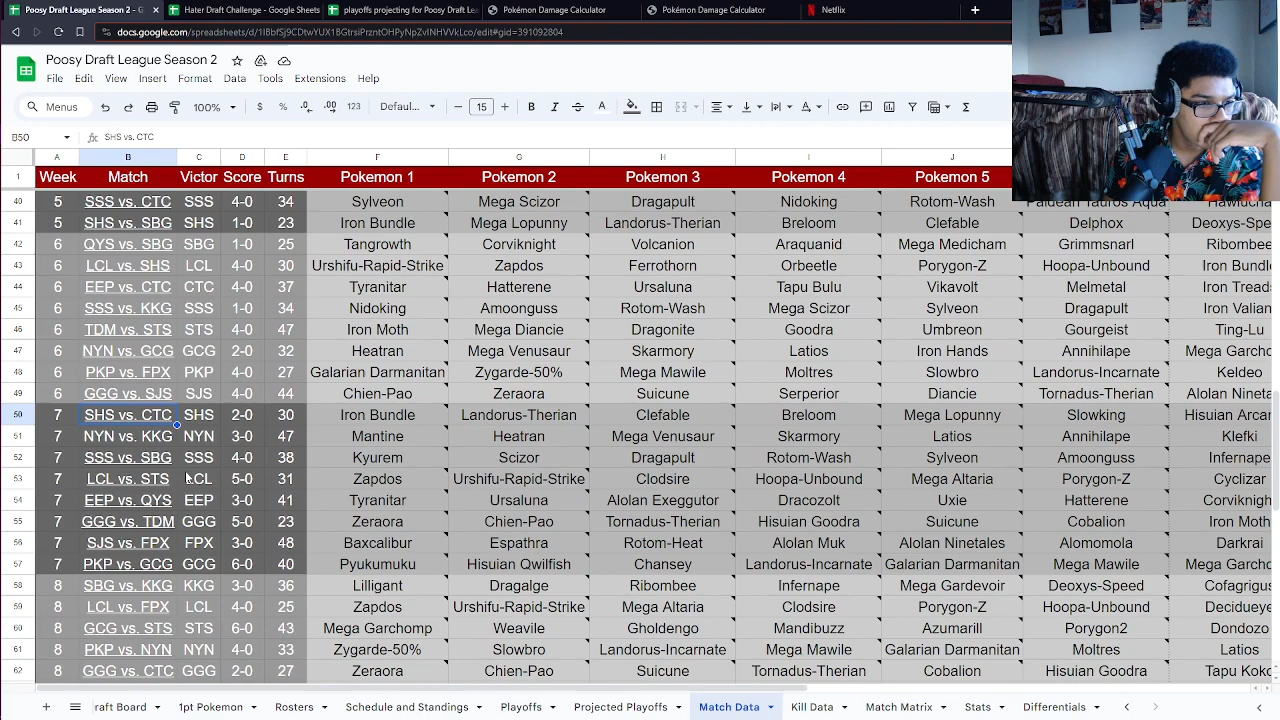 Poosy Draft League Season 2 - G
Hater Draft Challenge - Google Sheets
playoffs projecting for Poosy Draft Le
Pokémon Damage Calculator
Pokémon Damage Calculator
Netflix
Poosy Draft League Season 2
File Edit View Insert Format Data Tools Extensions Help
Menus 100% $ % .0 .00 123 Defaul... 15 B I A
B50 SHS vs. CTC
A B C D E F G H I J
1 Week Match Victor Score Turns Pokemon 1 Pokemon 2 Pokemon 3 Pokemon 4 Pokemon 5
40 5 SSS vs. CTC SSS 4-0 34 Sylveon Mega Scizor Dragapult Nidoking Rotom-Wash Paldean Tauros Aqua Hawlucha
41 5 SHS vs. SBG SHS 1-0 23 Iron Bundle Mega Lopunny Landorus-Therian Breloom Clefable Delphox Deoxys-Spee
42 6 QYS vs. SBG SBG 1-0 25 Tangrowth Corviknight Volcanion Araquanid Mega Medicham Grimmsnarl Ribombee
43 6 LCL vs. SHS LCL 4-0 30 Urshifu-Rapid-Strike Zapdos Ferrothorn Orbeetle Porygon-Z Hoopa-Unbound Iron Bundl
44 6 EEP vs. CTC CTC 4-0 37 Tyranitar Hatterene Ursaluna Tapu Bulu Vikavolt Melmetal Iron Treads
45 6 SSS vs. KKG SSS 1-0 34 Nidoking Amoonguss Rotom-Wash Mega Scizor Sylveon Dragapult Iron Valian
46 6 TDM vs. STS STS 4-0 47 Iron Moth Mega Diancie Dragonite Goodra Umbreon Gourgeist Ting-Lu
47 6 NYN vs. GCG GCG 2-0 32 Heatran Mega Venusaur Skarmory Latios Iron Hands Annihilape Mega Garcho
48 6 PKP vs. FPX PKP 4-0 27 Galarian Darmanitan Zygarde-50% Mega Mawile Moltres Slowbro Landorus-Incarnate Keldeo
49 6 GGG vs. SJS SJS 4-0 44 Chien-Pao Zeraora Suicune Serperior Diancie Tornadus-Therian Alolan Ninet
50 7 SHS vs. CTC SHS 2-0 30 Iron Bundle Landorus-Therian Clefable Breloom Mega Lopunny Slowking Hisuian Arcan
51 7 NYN vs. KKG NYN 3-0 47 Mantine Heatran Mega Venusaur Skarmory Latios Annihilape Klefki
52 7 SSS vs. SBG SSS 4-0 38 Kyurem Scizor Dragapult Rotom-Wash Sylveon Amoonguss Infernape
53 7 LCL vs. STS LCL 5-0 31 Zapdos Urshifu-Rapid-Strike Clodsire Hoopa-Unbound Mega Altaria Porygon-Z Cyclizar
54 7 EEP vs. QYS EEP 3-0 41 Tyranitar Ursaluna Alolan Exeggutor Dracozolt Uxie Hatterene Corviknigh
55 7 GGG vs. TDM GGG 5-0 23 Zeraora Chien-Pao Tornadus-Therian Hisuian Goodra Suicune Cobalion Iron Moth
56 7 SJS vs. FPX FPX 3-0 48 Baxcalibur Espathra Rotom-Heat Alolan Muk Alolan Ninetales Alomomola Darkrai
57 7 PKP vs. GCG GCG 6-0 40 Pyukumuku Hisuian Qwilfish Chansey Landorus-Incarnate Galarian Darmanitan Mega Mawile Mega Garcho
58 8 SBG vs. KKG KKG 3-0 36 Lilligant Dragalge Ribombee Infernape Mega Gardevoir Deoxys-Speed Cofagrigus
59 8 LCL vs. FPX LCL 4-0 25 Zapdos Urshifu-Rapid-Strike Mega Altaria Clodsire Porygon-Z Hoopa-Unbound Decidueye
60 8 GCG vs. STS STS 6-0 43 Mega Garchomp Weavile Gholdengo Mandibuzz Azumarill Porygon2 Dondozo
61 8 PKP vs. NYN NYN 4-0 33 Zygarde-50% Slowbro Landorus-Incarnate Mega Mawile Galarian Darmanitan Moltres Latios
62 8 GGG vs. CTC GGG 2-0 27 Zeraora Chien-Pao Suicune Tornadus-Therian Cobalion Hisuian Goodra Tapu Koko
raft Board 1pt Pokemon Rosters Schedule and Standings Playoffs Projected Playoffs Match Data Kill Data Match Matrix Stats Differentials